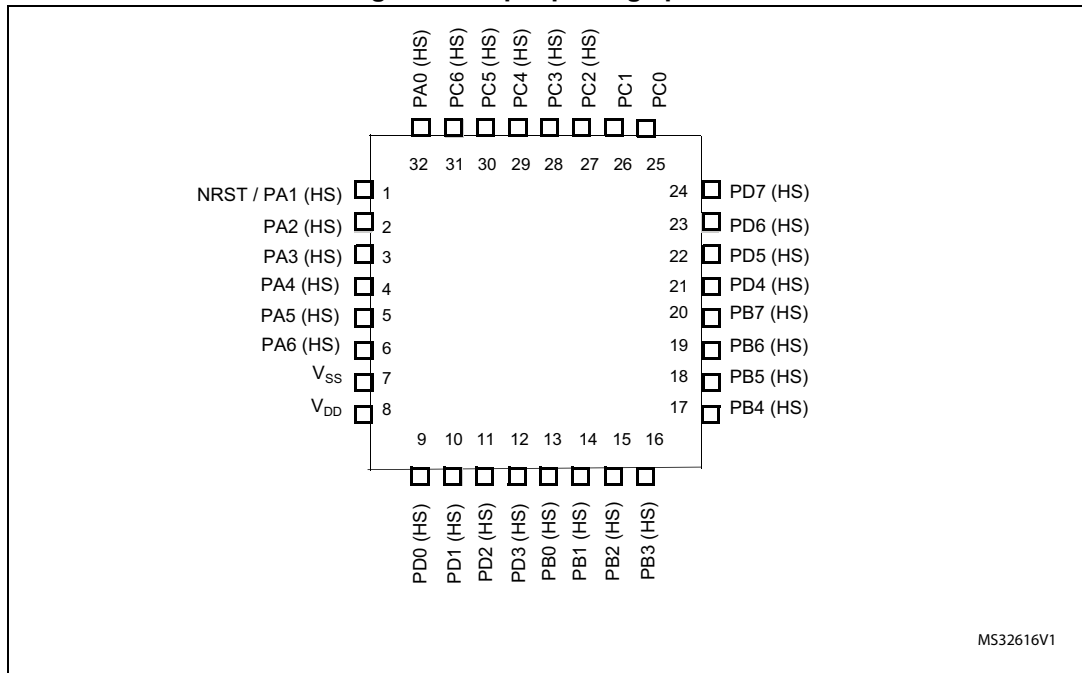 PA0 (HS)
PC6 (HS)
PC5 (HS)
PC4 (HS)
PC3 (HS)
PC2 (HS)
PC1
PC0
32 31 30 29 28 27 26 25
NRST / PA1 (HS) 1
PA2 (HS) 2
PA3 (HS) 3
PA4 (HS) 4
PA5 (HS) 5
PA6 (HS) 6
VSS 7
VDD 8
24 PD7 (HS)
23 PD6 (HS)
22 PD5 (HS)
21 PD4 (HS)
20 PB7 (HS)
19 PB6 (HS)
18 PB5 (HS)
17 PB4 (HS)
9 10 11 12 13 14 15 16
PD0 (HS)
PD1 (HS)
PD2 (HS)
PD3 (HS)
PB0 (HS)
PB1 (HS)
PB2 (HS)
PB3 (HS)
MS32616V1